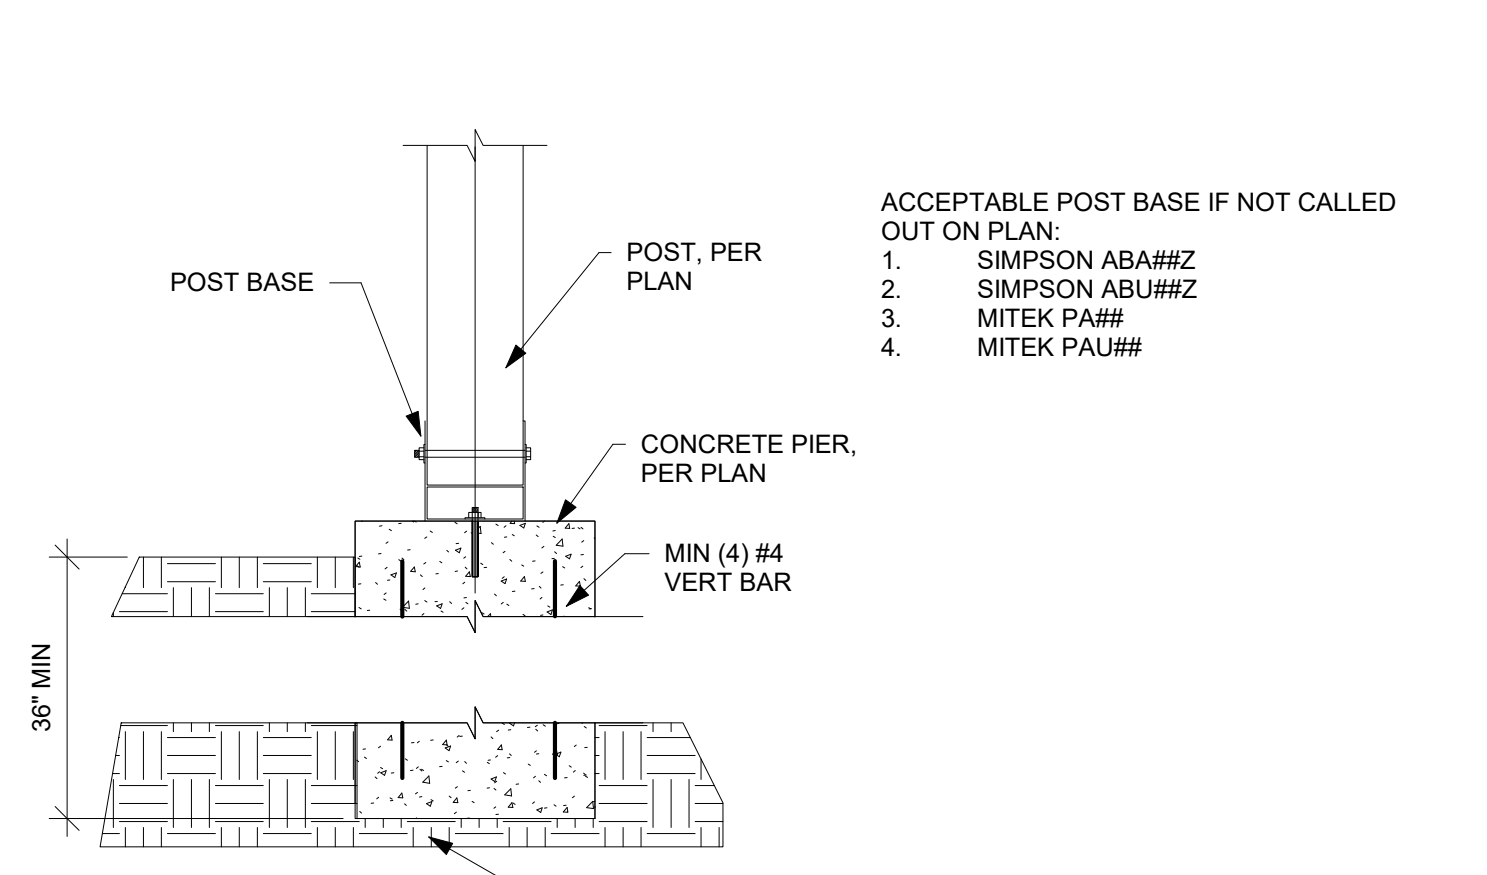 ACCEPTABLE POST BASE IF NOT CALLED
OUT ON PLAN:
1. SIMPSON ABA##Z
2. SIMPSON ABU##Z
3. MITEK PA##
4. MITEK PAU##
POST, PER
PLAN
POST BASE
CONCRETE PIER,
PER PLAN
MIN (4) #4
VERT BAR
36" MIN